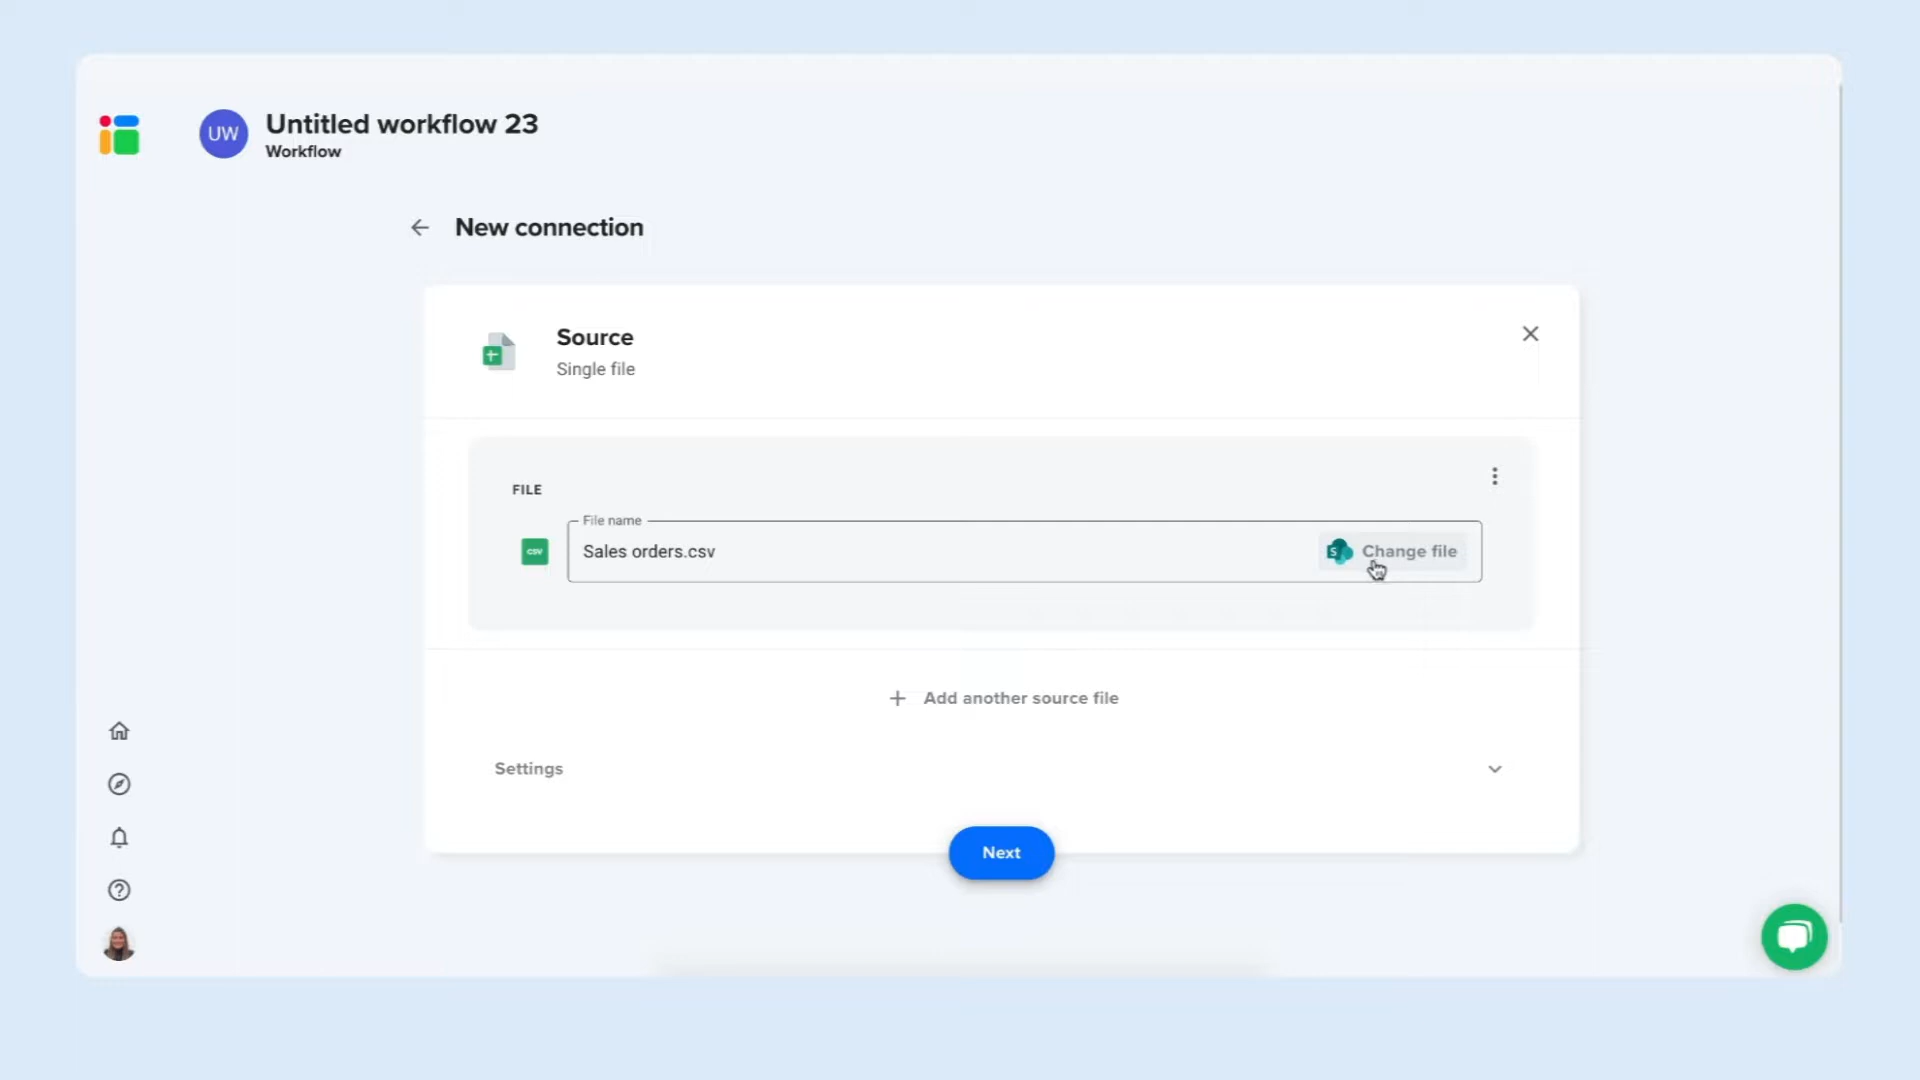 UW
Untitled workflow 23
Workflow
New connection
Source
Single file
FILE
File name
CSV
Sales orders.csv
S
Change file
Add another source file
Settings
Next